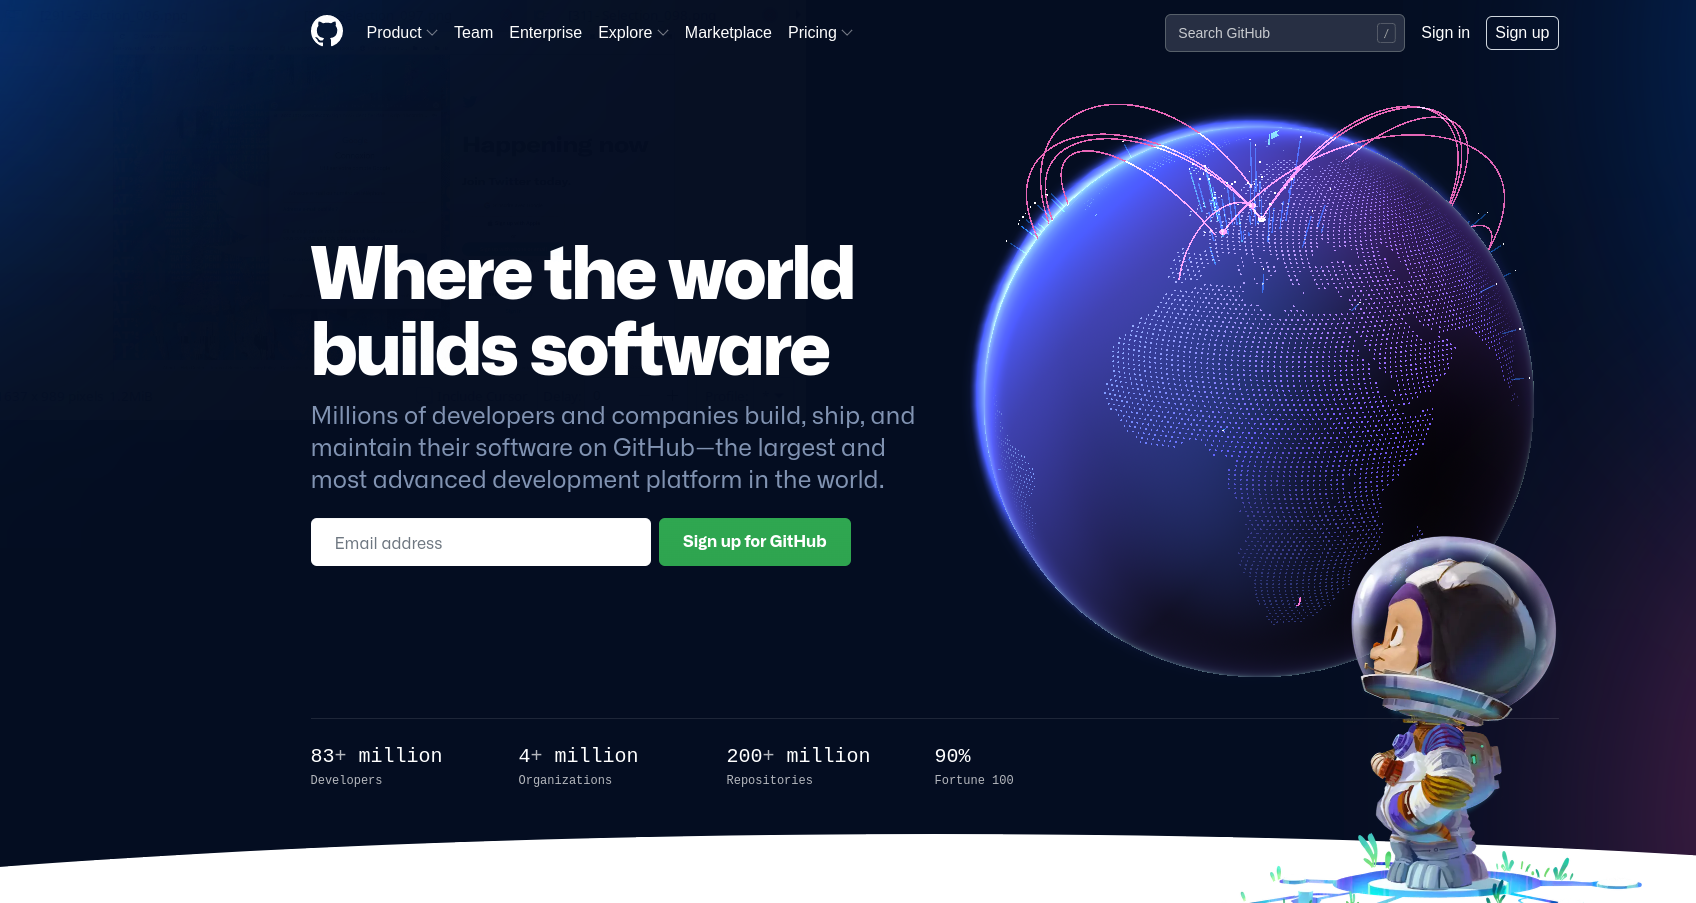 Product
Team
Enterprise
Explore
Marketplace
Pricing
Search GitHub
/
Sign in
Sign up
Happening now
Where the world
builds software
Millions of developers and companies build, ship, and
maintain their software on GitHub—the largest and
most advanced development platform in the world.
Email address
Sign up for GitHub
83+ million
Developers
4+ million
Organizations
200+ million
Repositories
90%
Fortune 100